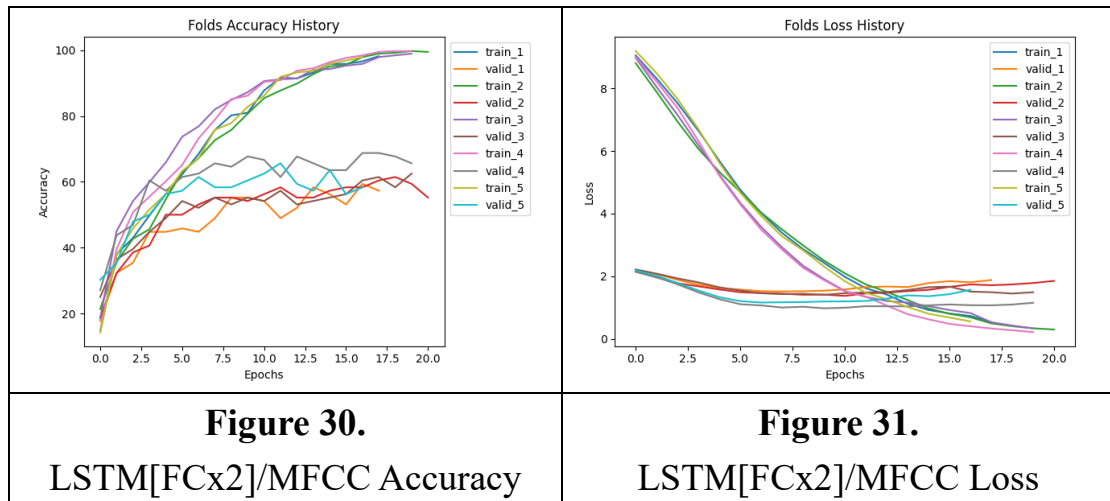 Folds Accuracy History
100
80
60
40
20
Accuracy
0.0 2.5 5.0 7.5 10.0 12.5 15.0 17.5 20.0
Epochs
train_1
valid_1
train_2
valid_2
train_3
valid_3
train_4
valid_4
train_5
valid_5
Folds Loss History
8
6
4
2
0
Loss
0.0 2.5 5.0 7.5 10.0 12.5 15.0 17.5 20.0
Epochs
train_1
valid_1
train_2
valid_2
train_3
valid_3
train_4
valid_4
train_5
valid_5
Figure 30.
LSTM[FCx2]/MFCC Accuracy
Figure 31.
LSTM[FCx2]/MFCC Loss